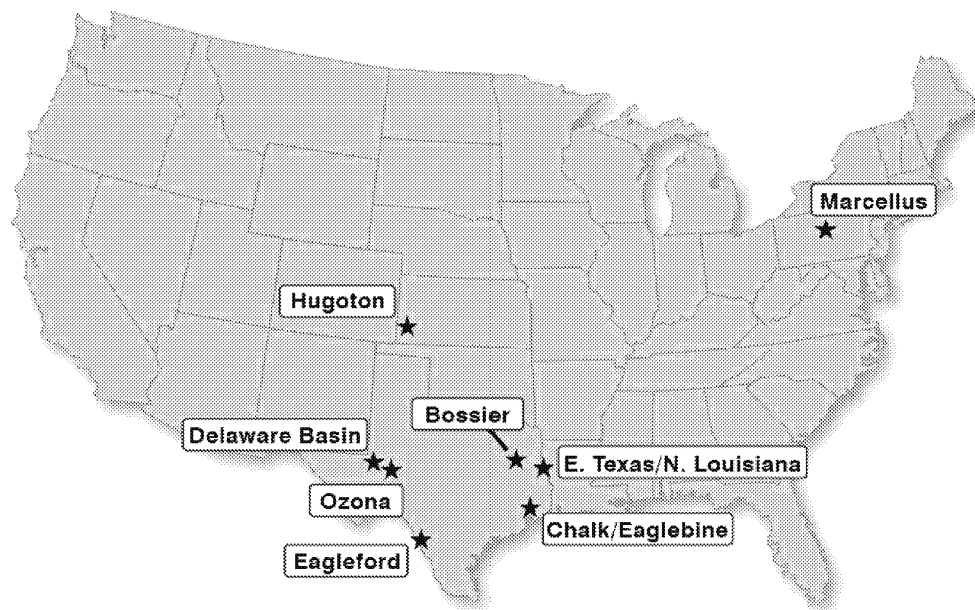 Marcellus
Hugoton
Bossier
Delaware Basin
E. Texas/N. Louisiana
Ozona
Chalk/Eaglebine
Eagleford